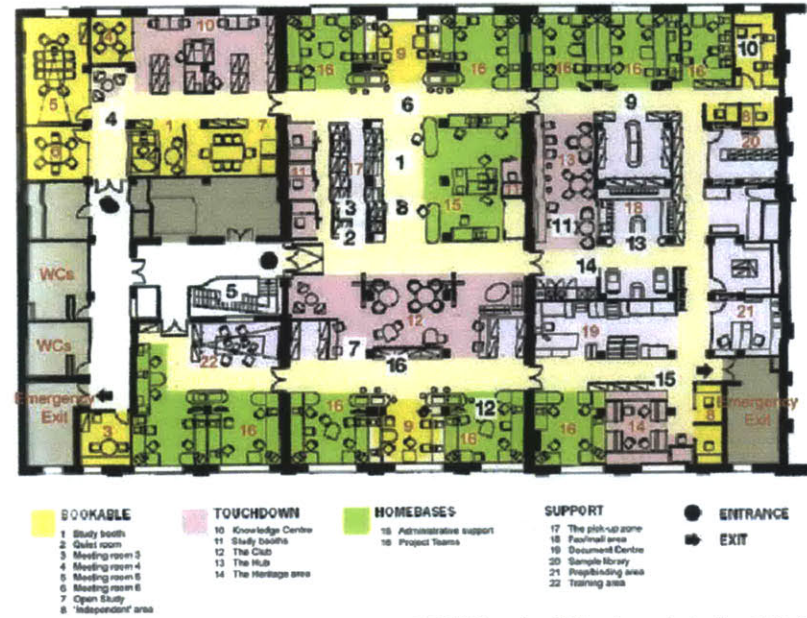 10
4
16
9
16
16
16
16
10
5
6
9
4
1
7
8
6
1
13
20
11
17
11
3
8
15
18
2
11
13
WCs
5
14
12
21
7
19
WCs
22
16
15
Emergency
Exit
12
Emergency
Exit
3
16
16
9
16
16
14
8
BOOKABLE
1 Study booth
2 Quiet room
3 Meeting room 3
4 Meeting room 4
5 Meeting room 5
6 Meeting room 6
7 Open Study
8 'Independent' area
TOUCHDOWN
10 Knowledge Centre
11 Study booths
12 The Club
13 The Hub
14 The Heritage area
HOMEBASES
15 Administrative support
16 Project Teams
SUPPORT
17 The pick-up zone
18 Fax/mail area
19 Document Centre
20 Sample library
21 Prep/binding area
22 Training area
ENTRANCE
EXIT